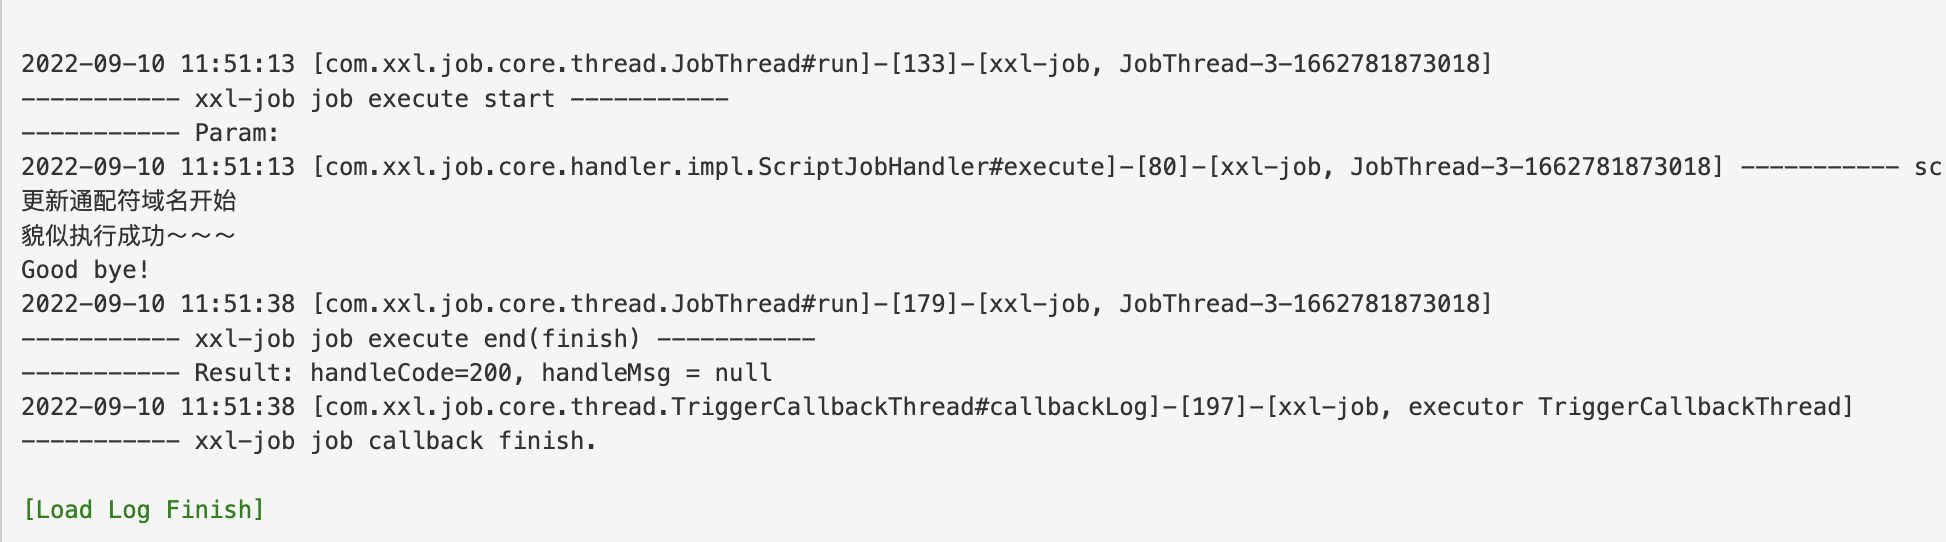 2022-09-10 11:51:13 [com.xxl.job.core.thread.JobThread#run]-[133]-[xxl-job, JobThread-3-1662781873018]
----------- xxl-job job execute start -----------
----------- Param:
2022-09-10 11:51:13 [com.xxl.job.core.handler.impl.ScriptJobHandler#execute]-[80]-[xxl-job, JobThread-3-1662781873018] ----------- sc
更新通配符域名开始
貌似执行成功～～～
Good bye!
2022-09-10 11:51:38 [com.xxl.job.core.thread.JobThread#run]-[179]-[xxl-job, JobThread-3-1662781873018]
----------- xxl-job job execute end(finish) -----------
----------- Result: handleCode=200, handleMsg = null
2022-09-10 11:51:38 [com.xxl.job.core.thread.TriggerCallbackThread#callbackLog]-[197]-[xxl-job, executor TriggerCallbackThread]
----------- xxl-job job callback finish.
[Load Log Finish]